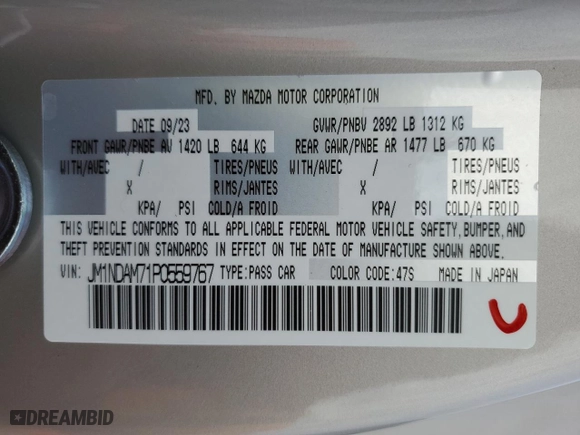 MFD. BY MAZDA MOTOR CORPORATION
DATE 09/23 GVWR/PNBV 2892 LB 1312 KG
FRONT GAWR/PNBE AV 1420 LB 644 KG REAR GAWR/PNBE AR 1477 LB 670 KG
WITH/AVEC / TIRES/PNEUS WITH/AVEC / TIRES/PNEUS
X RIMS/JANTES X RIMS/JANTES
KPA/ PSI COLD/A FROID KPA/ PSI COLD/A FROID
THIS VEHICLE CONFORMS TO ALL APPLICABLE FEDERAL MOTOR VEHICLE SAFETY, BUMPER, AND THEFT PREVENTION STANDARDS IN EFFECT ON THE DATE OF MANUFACTURE SHOWN ABOVE.
VIN: JM1NDAM71P0559767 TYPE:PASS CAR COLOR CODE:47S MADE IN JAPAN
DREAMBID